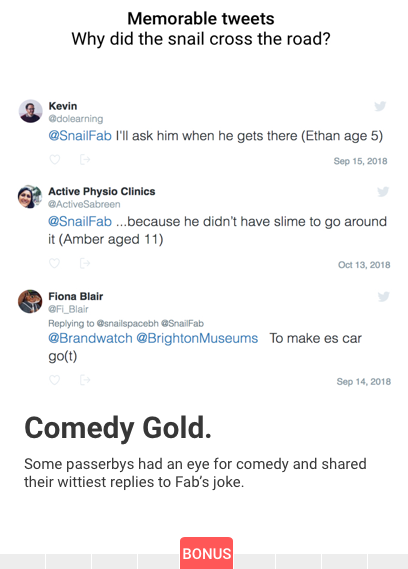 Memorable tweets
Why did the snail cross the road?
Kevin
@dolearning
@SnailFab I'll ask him when he gets there (Ethan age 5)
Sep 15, 2018
Active Physio Clinics
@ActiveSabreen
@SnailFab ...because he didn't have slime to go around
it (Amber aged 11)
Oct 13, 2018
Fiona Blair
@Fi_Blair
Replying to @snailspacebh @SnailFab
@Brandwatch @BrightonMuseums To make es car
go(t)
Sep 14, 2018
Comedy Gold.
Some passerbys had an eye for comedy and shared
their wittiest replies to Fab's joke.
BONUS